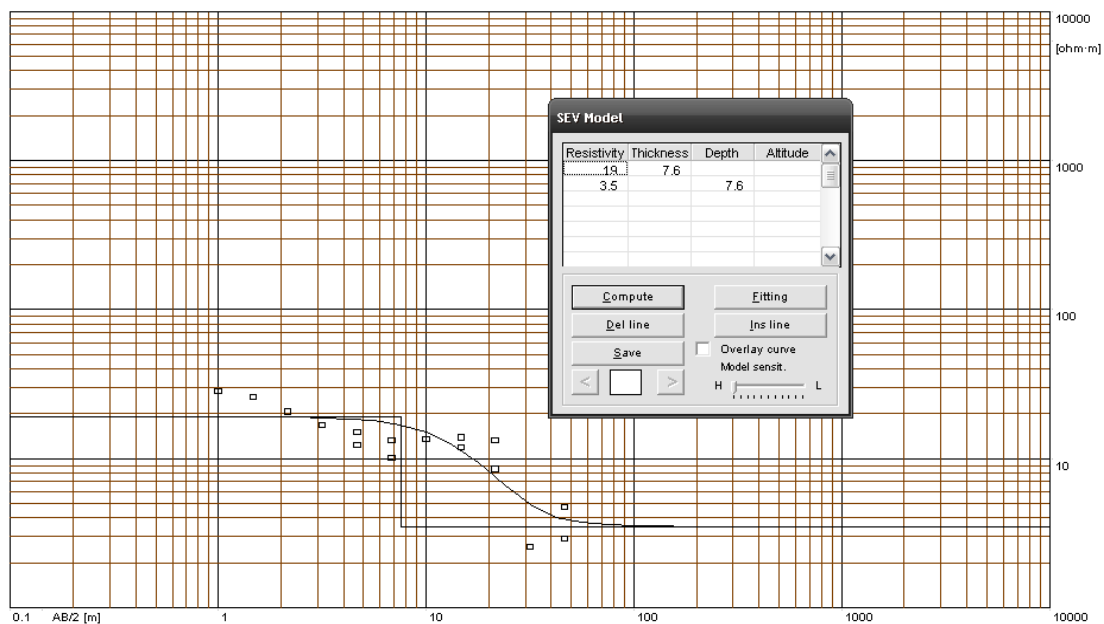 10000
[ohm·m]
SEV Model
Resistivity Thickness Depth Altitude
19 7.6
1000
3.5 7.6
Compute Fitting
Del line Ins line
100
Save Overlay curve
Model sensit.
< > H L
10
0.1 AB/2 [m] 1 10 100 1000 10000